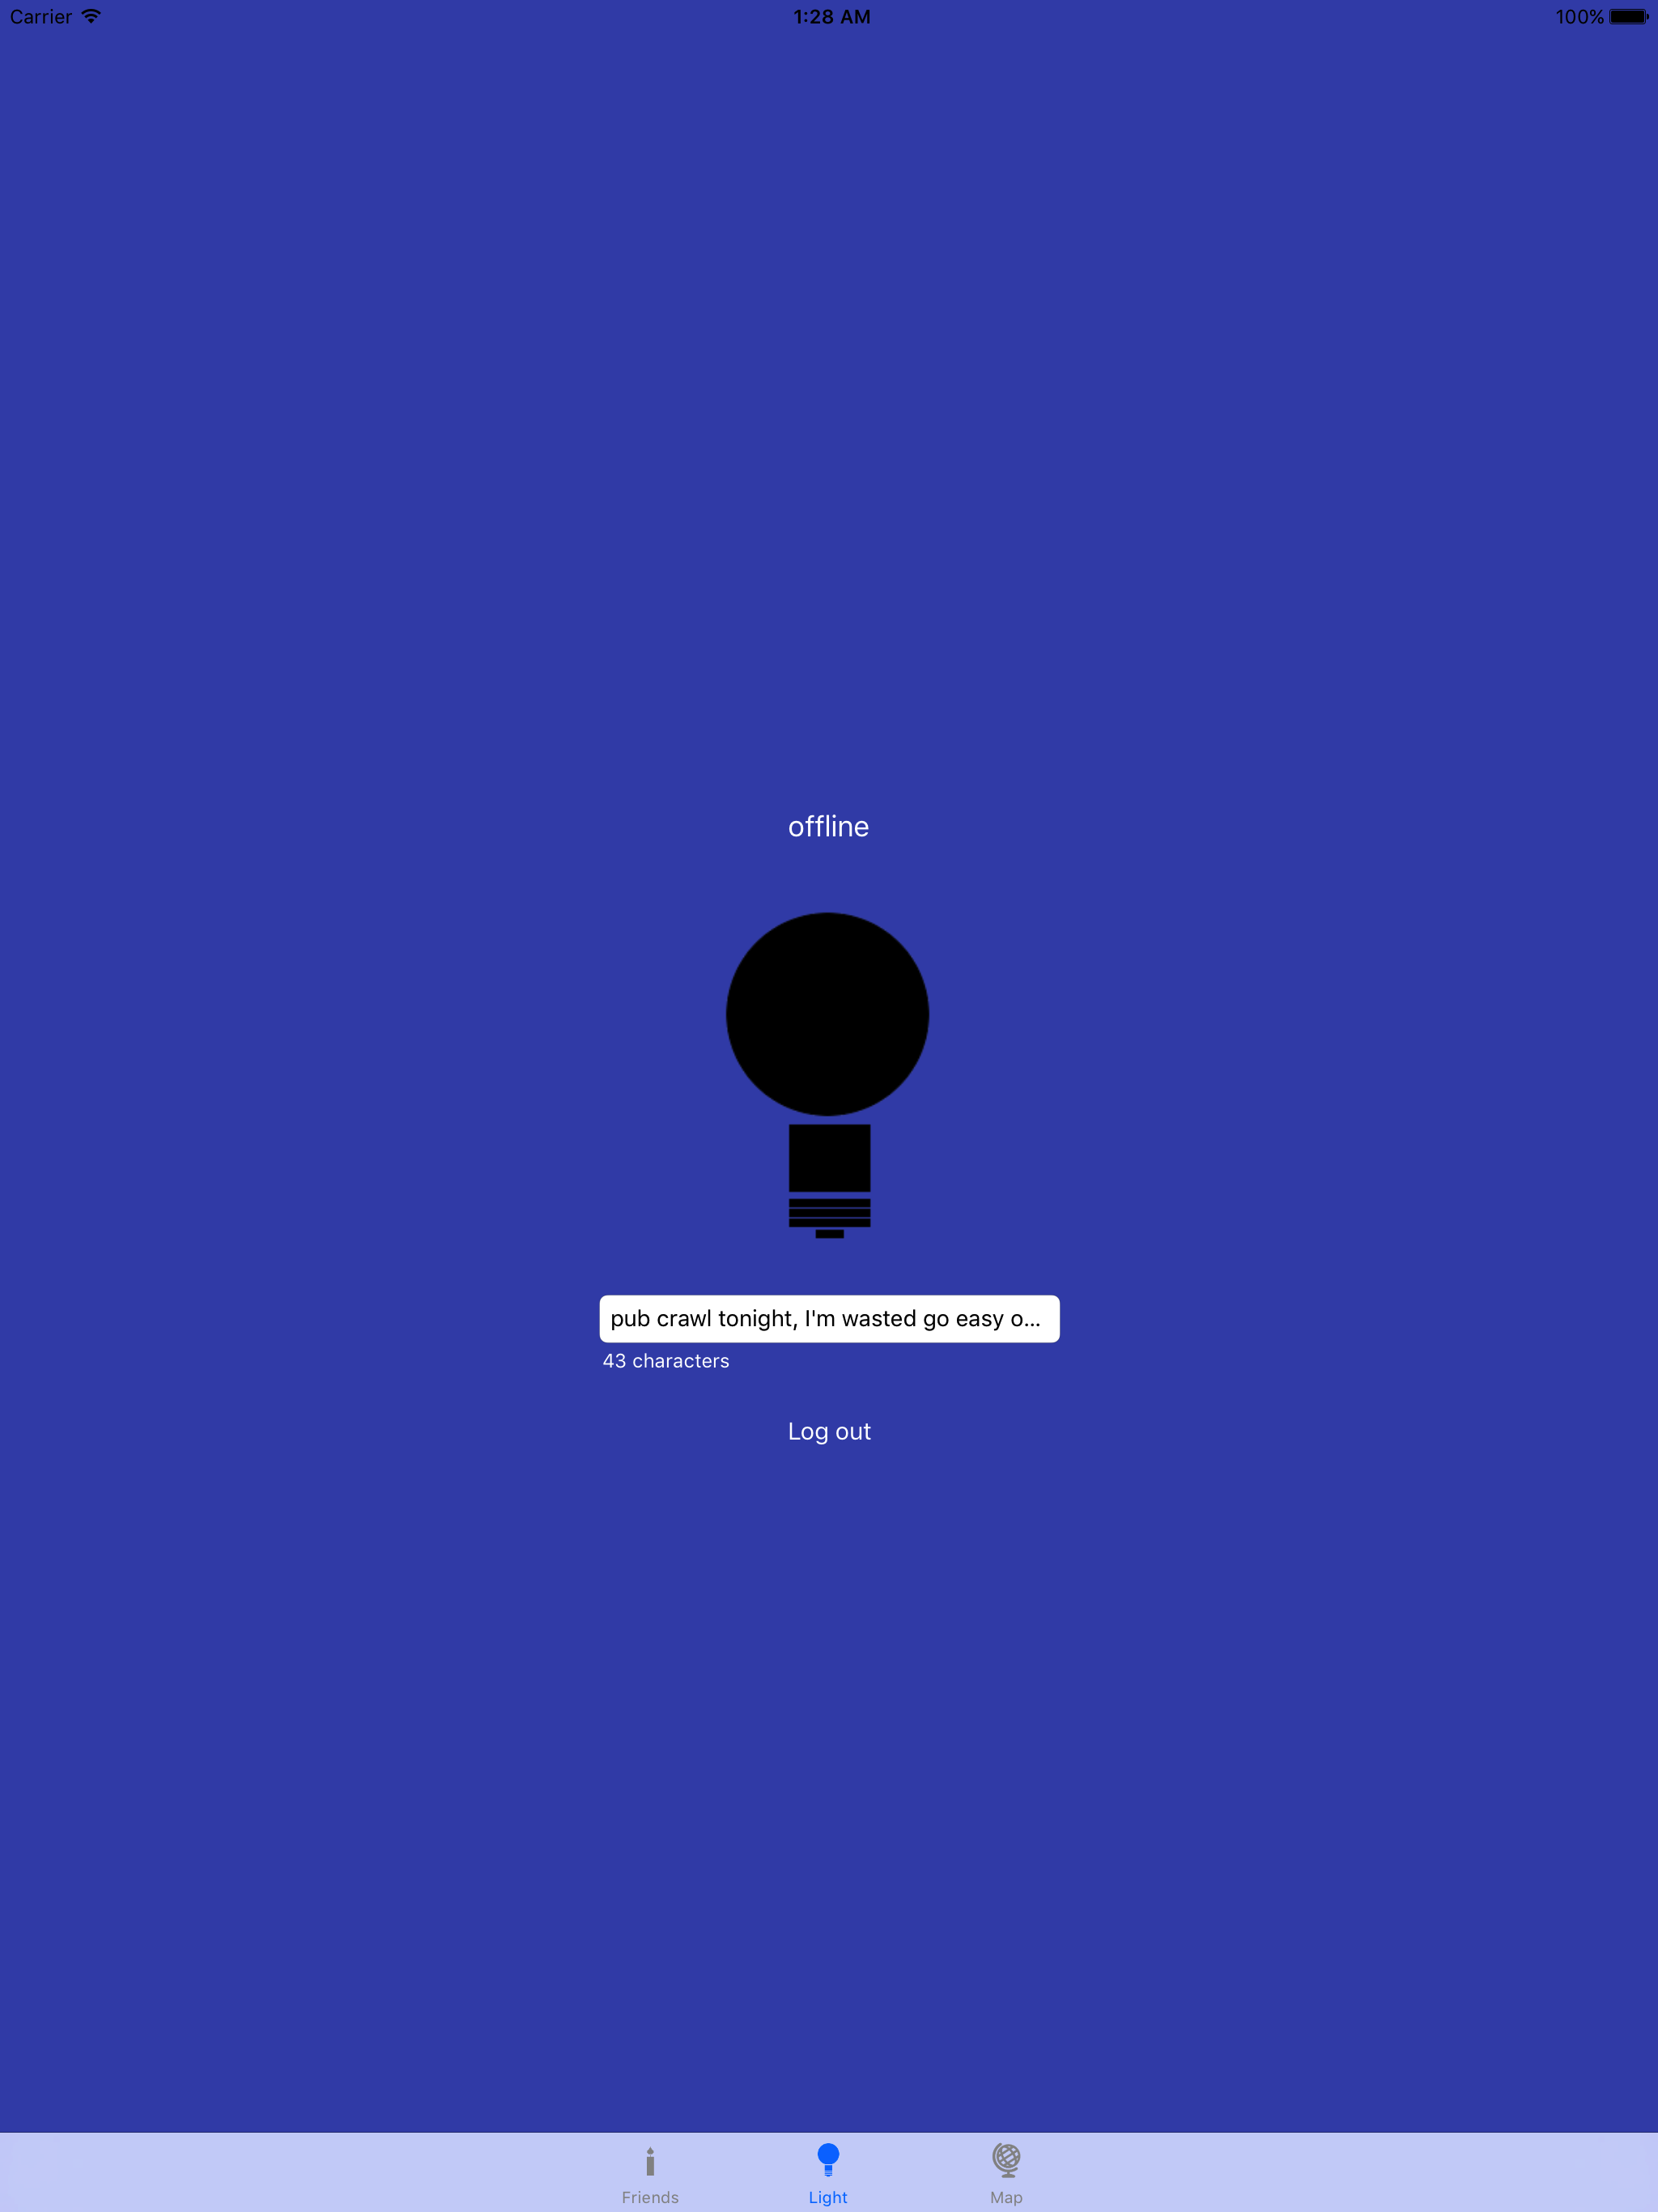 Carrier 1:28 AM 100%
offline
pub crawl tonight, I'm wasted go easy o...
43 characters
Log out
Friends Light Map